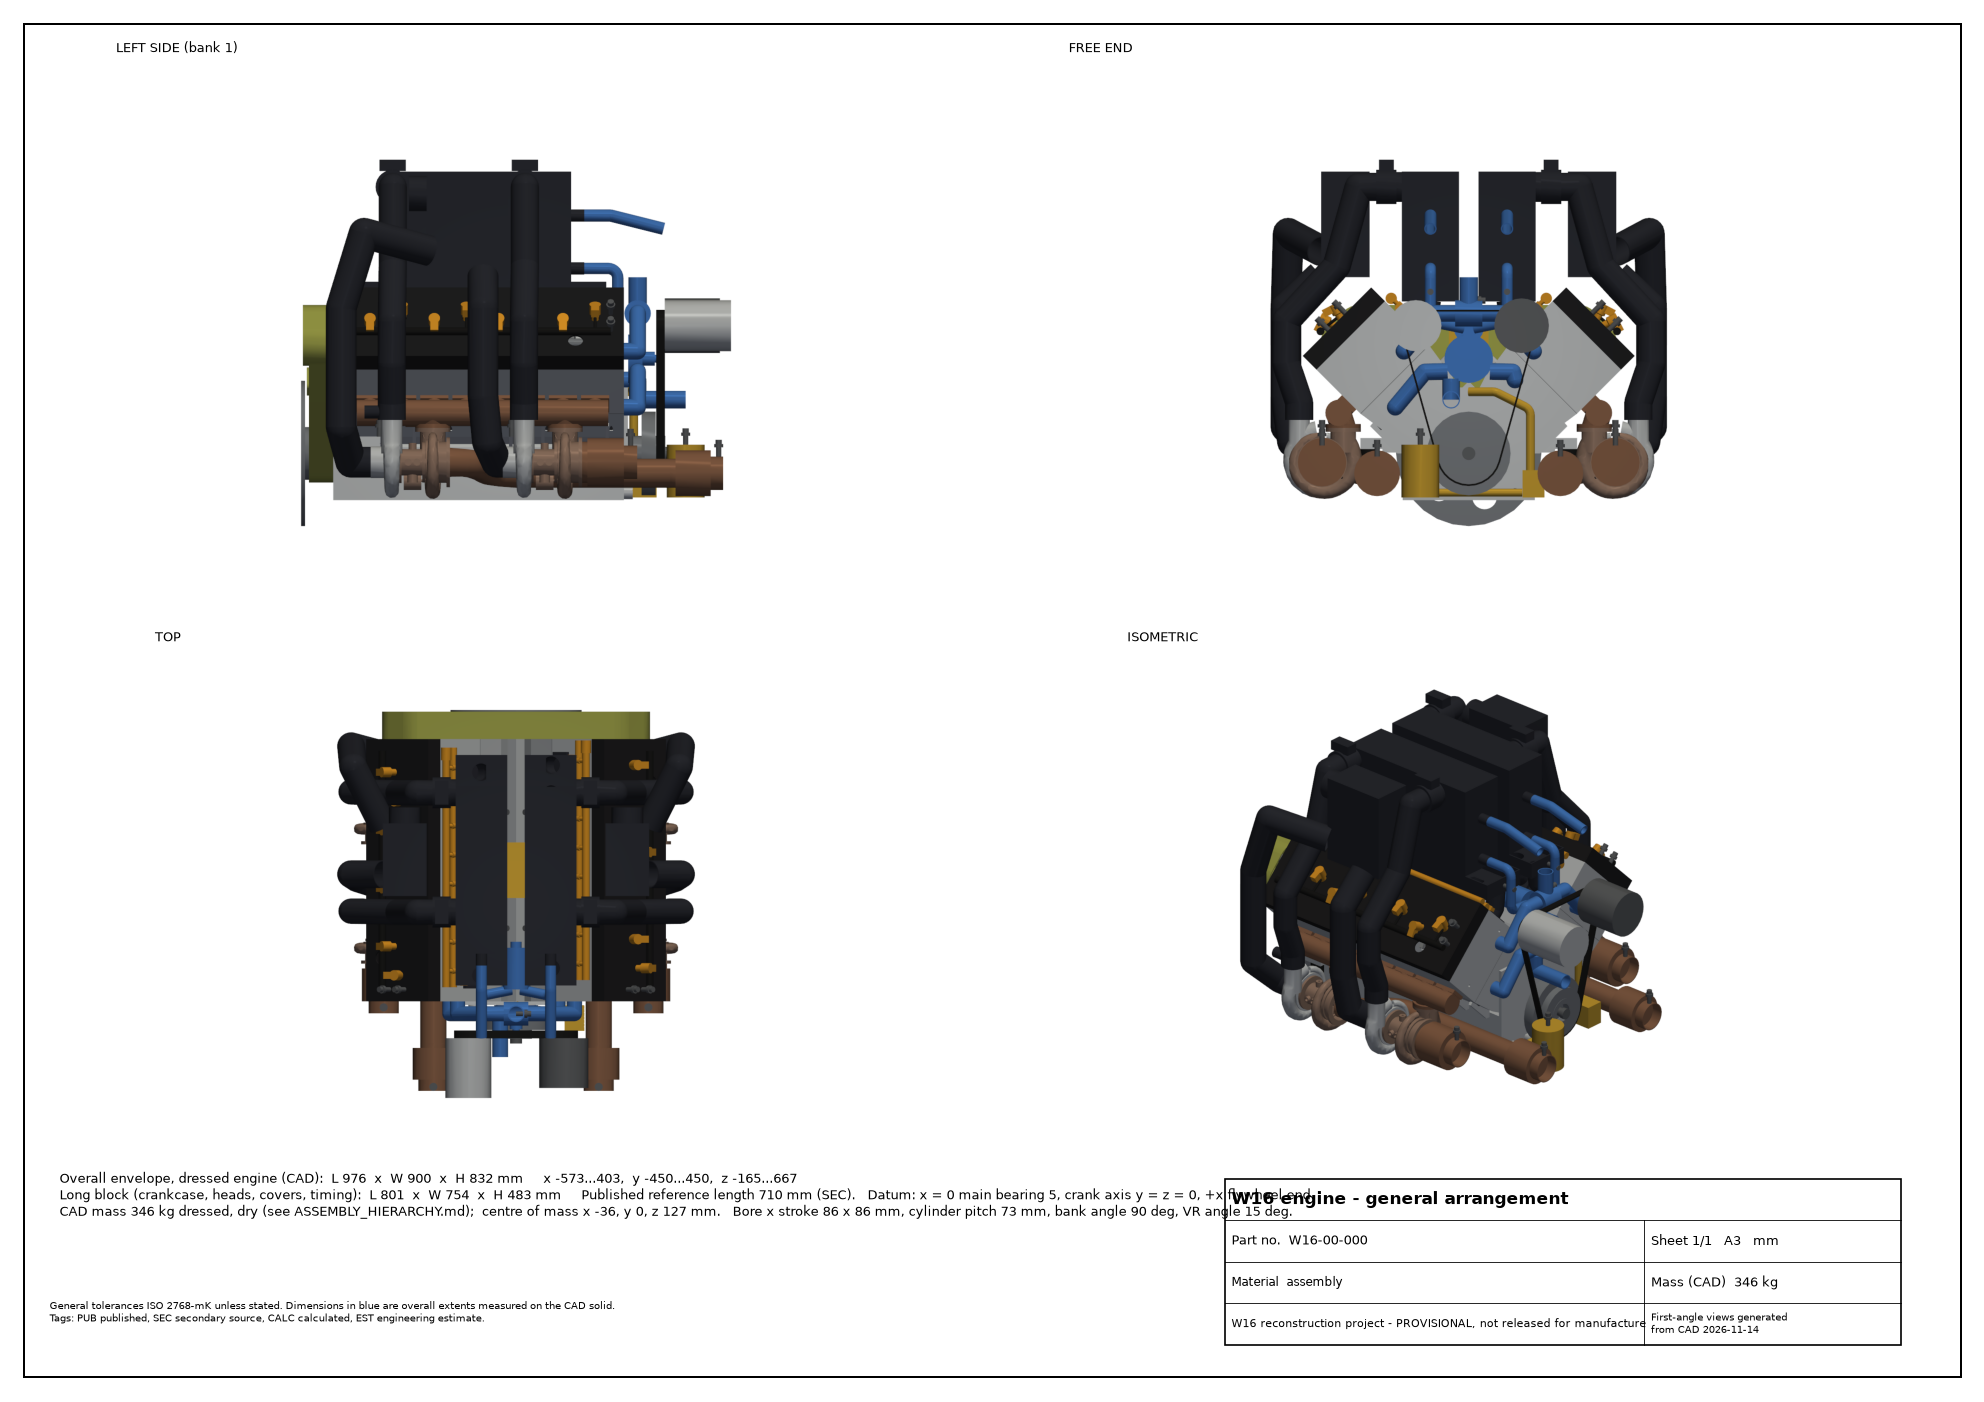 LEFT SIDE (bank 1)
FREE END
TOP
ISOMETRIC
Overall envelope, dressed engine (CAD):  L 976  x  W 900  x  H 832 mm     x -573...403,  y -450...450,  z -165...667
Long block (crankcase, heads, covers, timing):  L 801  x  W 754  x  H 483 mm     Published reference length 710 mm (SEC).   Datum: x = 0 main bearing 5, crank axis y = z = 0, +x flywheel end.
CAD mass 346 kg dressed, dry (see ASSEMBLY_HIERARCHY.md);  centre of mass x -36, y 0, z 127 mm.   Bore x stroke 86 x 86 mm, cylinder pitch 73 mm, bank angle 90 deg, VR angle 15 deg.
W16 engine - general arrangement
Part no.  W16-00-000
Sheet 1/1   A3   mm
Material  assembly
Mass (CAD)  346 kg
W16 reconstruction project - PROVISIONAL, not released for manufacture
First-angle views generated
from CAD 2026-11-14
General tolerances ISO 2768-mK unless stated. Dimensions in blue are overall extents measured on the CAD solid.
Tags: PUB published, SEC secondary source, CALC calculated, EST engineering estimate.